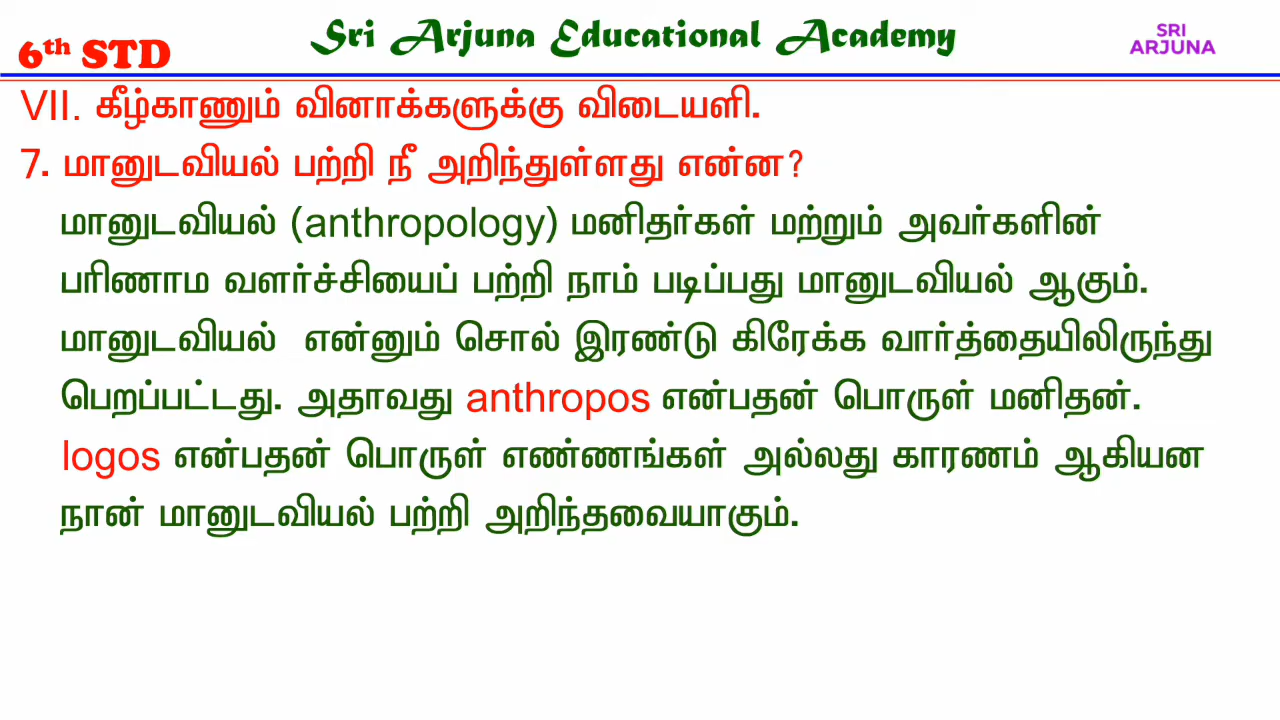 6th STD
Sri Arjuna Educational Academy
SRI
ARJUNA
VII. கீழ்காணும் வினாக்களுக்கு விடையளி.
7. மானுடவியல் பற்றி நீ அறிந்துள்ளது என்ன?
மானுடவியல் (anthropology) மனிதர்கள் மற்றும் அவர்களின்
பரிணாம வளர்ச்சியைப் பற்றி நாம் படிப்பது மானுடவியல் ஆகும்.
மானுடவியல் என்னும் சொல் இரண்டு கிரேக்க வார்த்தையிலிருந்து
பெறப்பட்டது. அதாவது anthropos என்பதன் பொருள் மனிதன்.
logos என்பதன் பொருள் எண்ணங்கள் அல்லது காரணம் ஆகியன
நான் மானுடவியல் பற்றி அறிந்தவையாகும்.